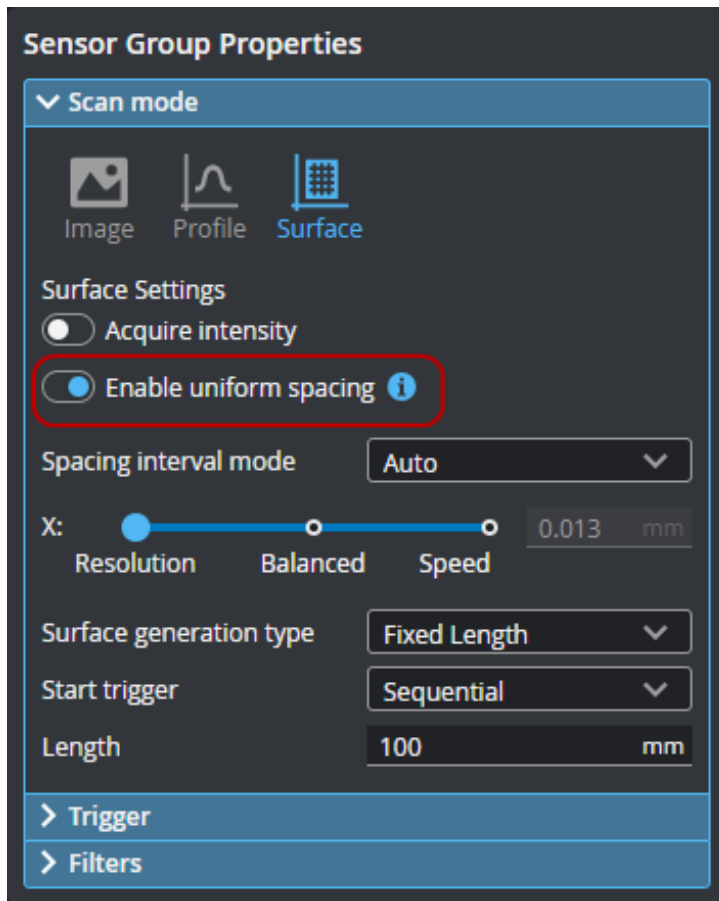 Sensor Group Properties
Scan mode
Image Profile Surface
Surface Settings
Acquire intensity
Enable uniform spacing
Spacing interval mode Auto
X: 0.013 mm
Resolution Balanced Speed
Surface generation type Fixed Length
Start trigger Sequential
Length 100 mm
Trigger
Filters